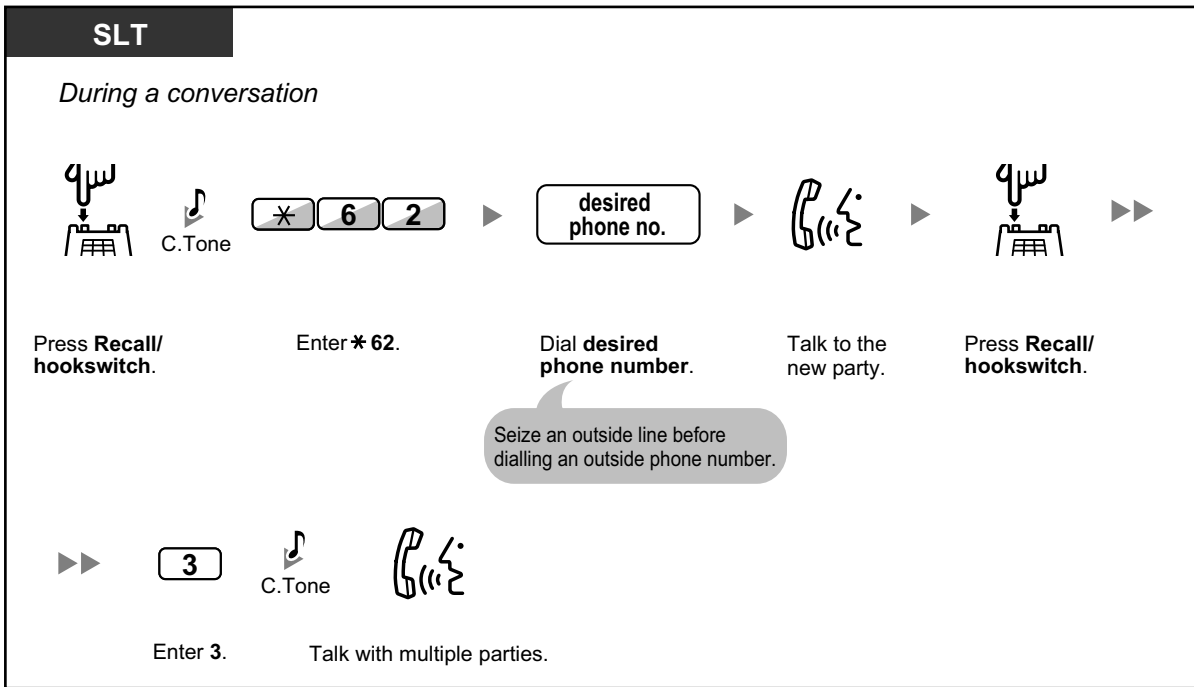 SLT
During a conversation
C.Tone
* 6 2
desired
phone no.
Press Recall/
hookswitch.
Enter * 62.
Dial desired
phone number.
Talk to the
new party.
Press Recall/
hookswitch.
Seize an outside line before
dialling an outside phone number.
3
C.Tone
Enter 3.
Talk with multiple parties.